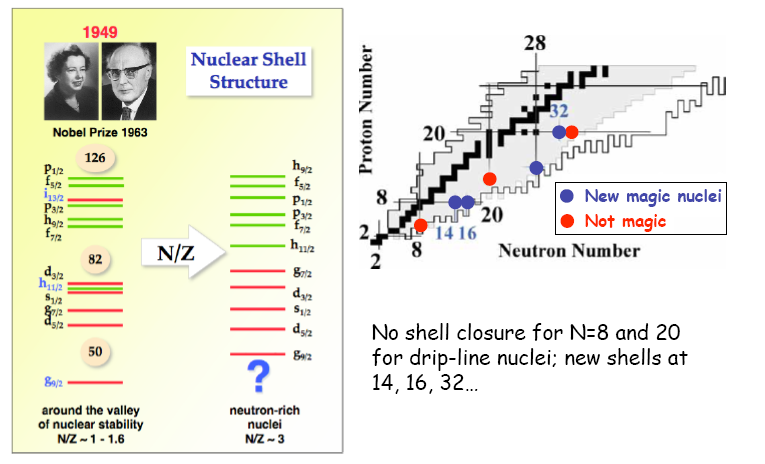 1949
Nuclear Shell
Structure
Nobel Prize 1963
126
p1/2
f5/2
i13/2
p3/2
h9/2
f7/2
82
d3/2
h11/2
s1/2
g7/2
d5/2
50
g9/2
around the valley
of nuclear stability
N/Z ~ 1 - 1.6
N/Z
h9/2
f5/2
p1/2
p3/2
f7/2
h11/2
g7/2
d3/2
s1/2
d5/2
g9/2
?
neutron-rich
nuclei
N/Z ~ 3
Proton Number
28
32
20
8
20
2
14 16
8
2
Neutron Number
New magic nuclei
Not magic
No shell closure for N=8 and 20
for drip-line nuclei; new shells at
14, 16, 32…